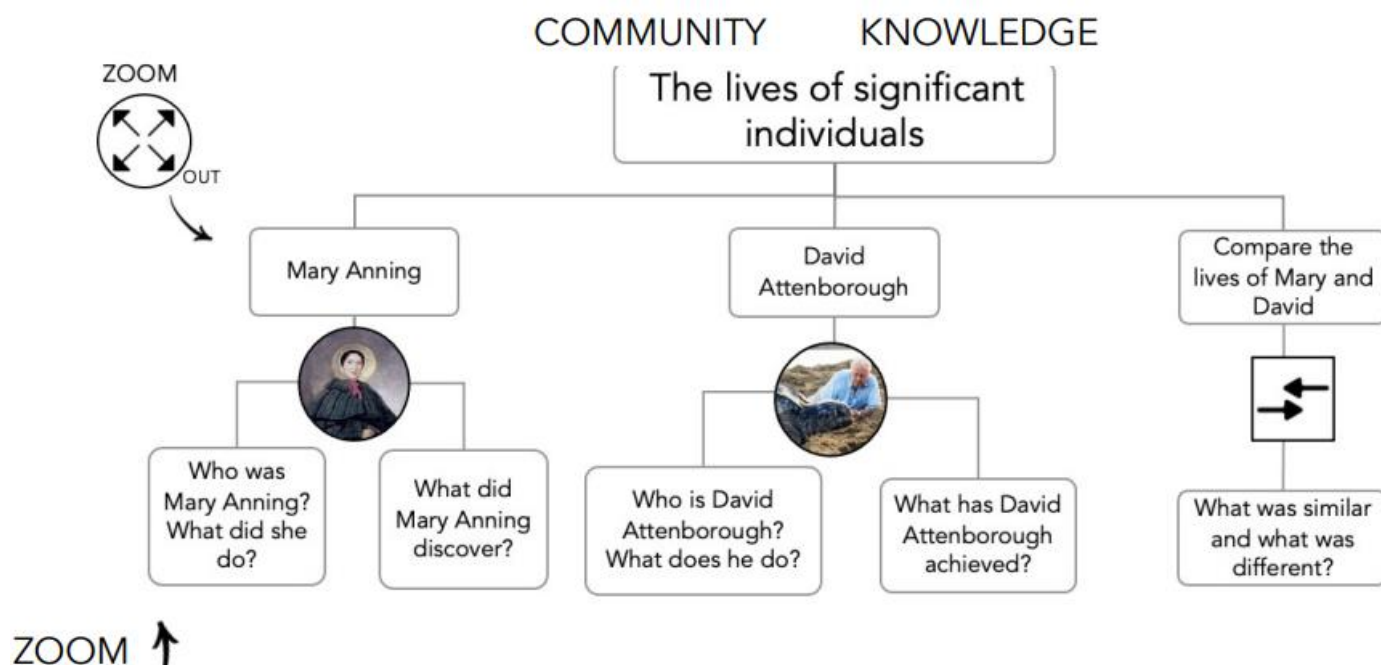 COMMUNITY KNOWLEDGE
ZOOM
OUT
The lives of significant
individuals
Mary Anning
David
Attenborough
Compare the
lives of Mary and
David
Who was
Mary Anning?
What did she
do?
What did
Mary Anning
discover?
Who is David
Attenborough?
What does he do?
What has David
Attenborough
achieved?
What was similar
and what was
different?
ZOOM